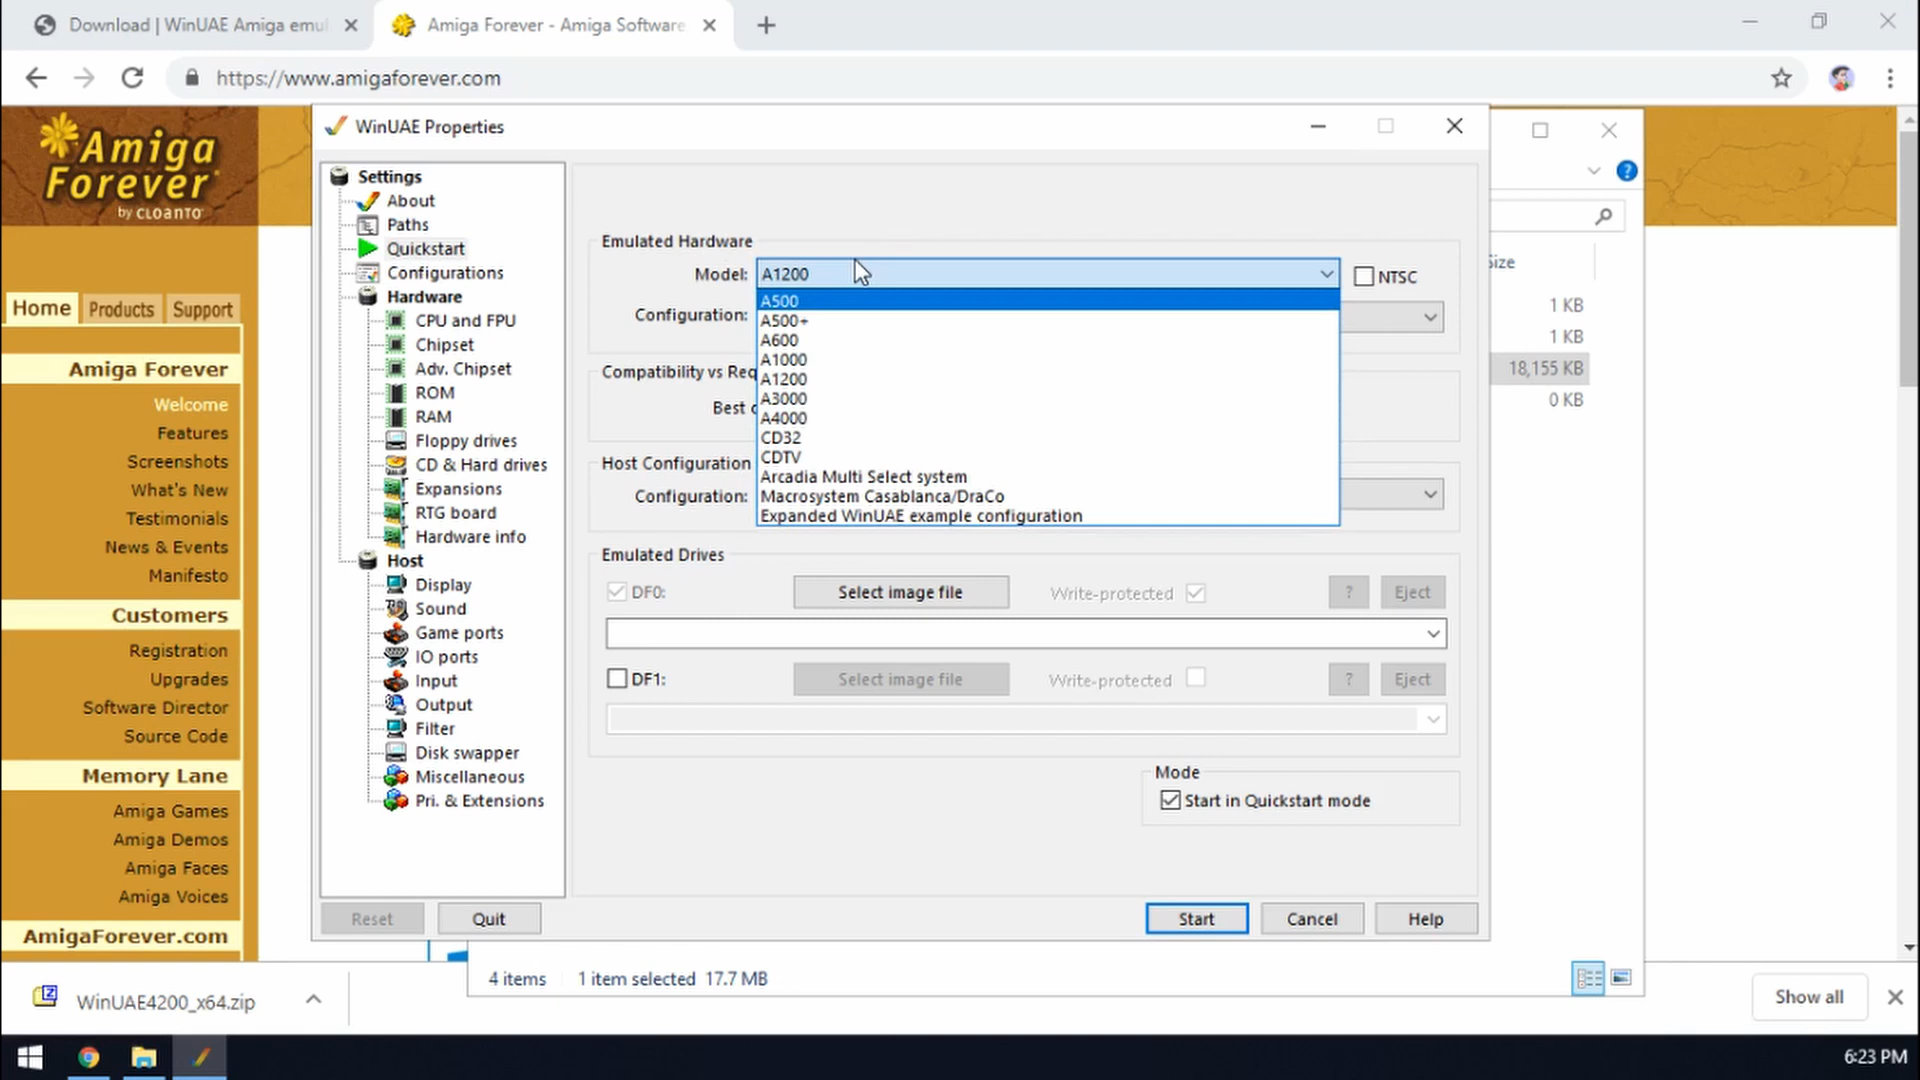 Download | WinUAE Amiga emul
Amiga Forever - Amiga Software
https://www.amigaforever.com
Amiga
Forever
by CLOANTO
Home
Products
Support
Amiga Forever
Welcome
Features
Screenshots
What's New
Testimonials
News & Events
Manifesto
Customers
Registration
Upgrades
Software Director
Source Code
Memory Lane
Amiga Games
Amiga Demos
Amiga Faces
Amiga Voices
AmigaForever.com
WinUAE Properties
Settings
About
Paths
Quickstart
Configurations
Hardware
CPU and FPU
Chipset
Adv. Chipset
ROM
RAM
Floppy drives
CD & Hard drives
Expansions
RTG board
Hardware info
Host
Display
Sound
Game ports
IO ports
Input
Output
Filter
Disk swapper
Miscellaneous
Pri. & Extensions
Emulated Hardware
Model: A1200
NTSC
A500
A500+
A600
A1000
A1200
A3000
A4000
CD32
CDTV
Arcadia Multi Select system
Macrosystem Casablanca/DraCo
Expanded WinUAE example configuration
Configuration:
Compatibility vs Req
Best c
Host Configuration
Configuration:
Emulated Drives
DF0: Select image file Write-protected ? Eject
DF1: Select image file Write-protected ? Eject
Mode
Start in Quickstart mode
Reset Quit Start Cancel Help
?
Size
1 KB
1 KB
18,155 KB
0 KB
4 items 1 item selected 17.7 MB
WinUAE4200_x64.zip
Show all
6:23 PM